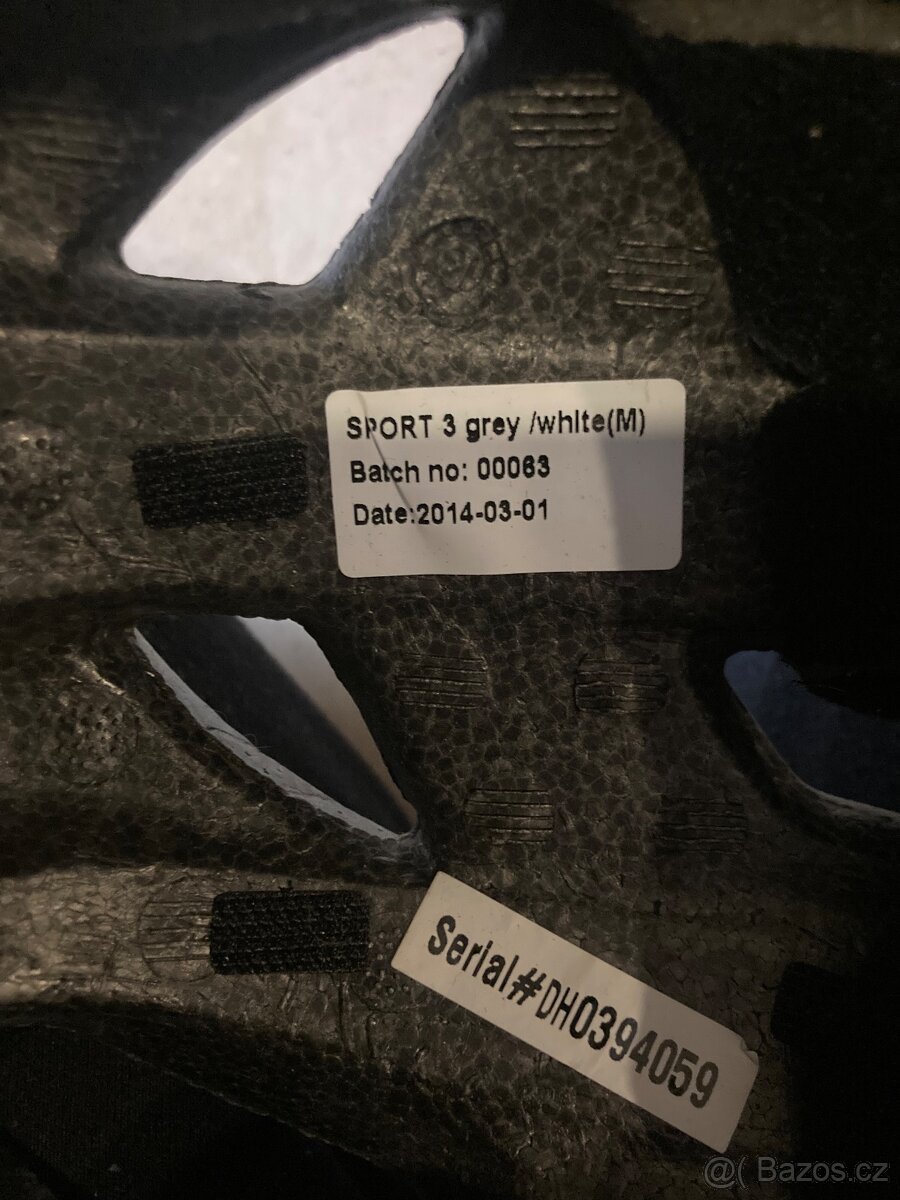 SPORT 3 grey /white(M)
Batch no: 00063
Date:2014-03-01
Serial#DH0394059
@( Bazos.cz